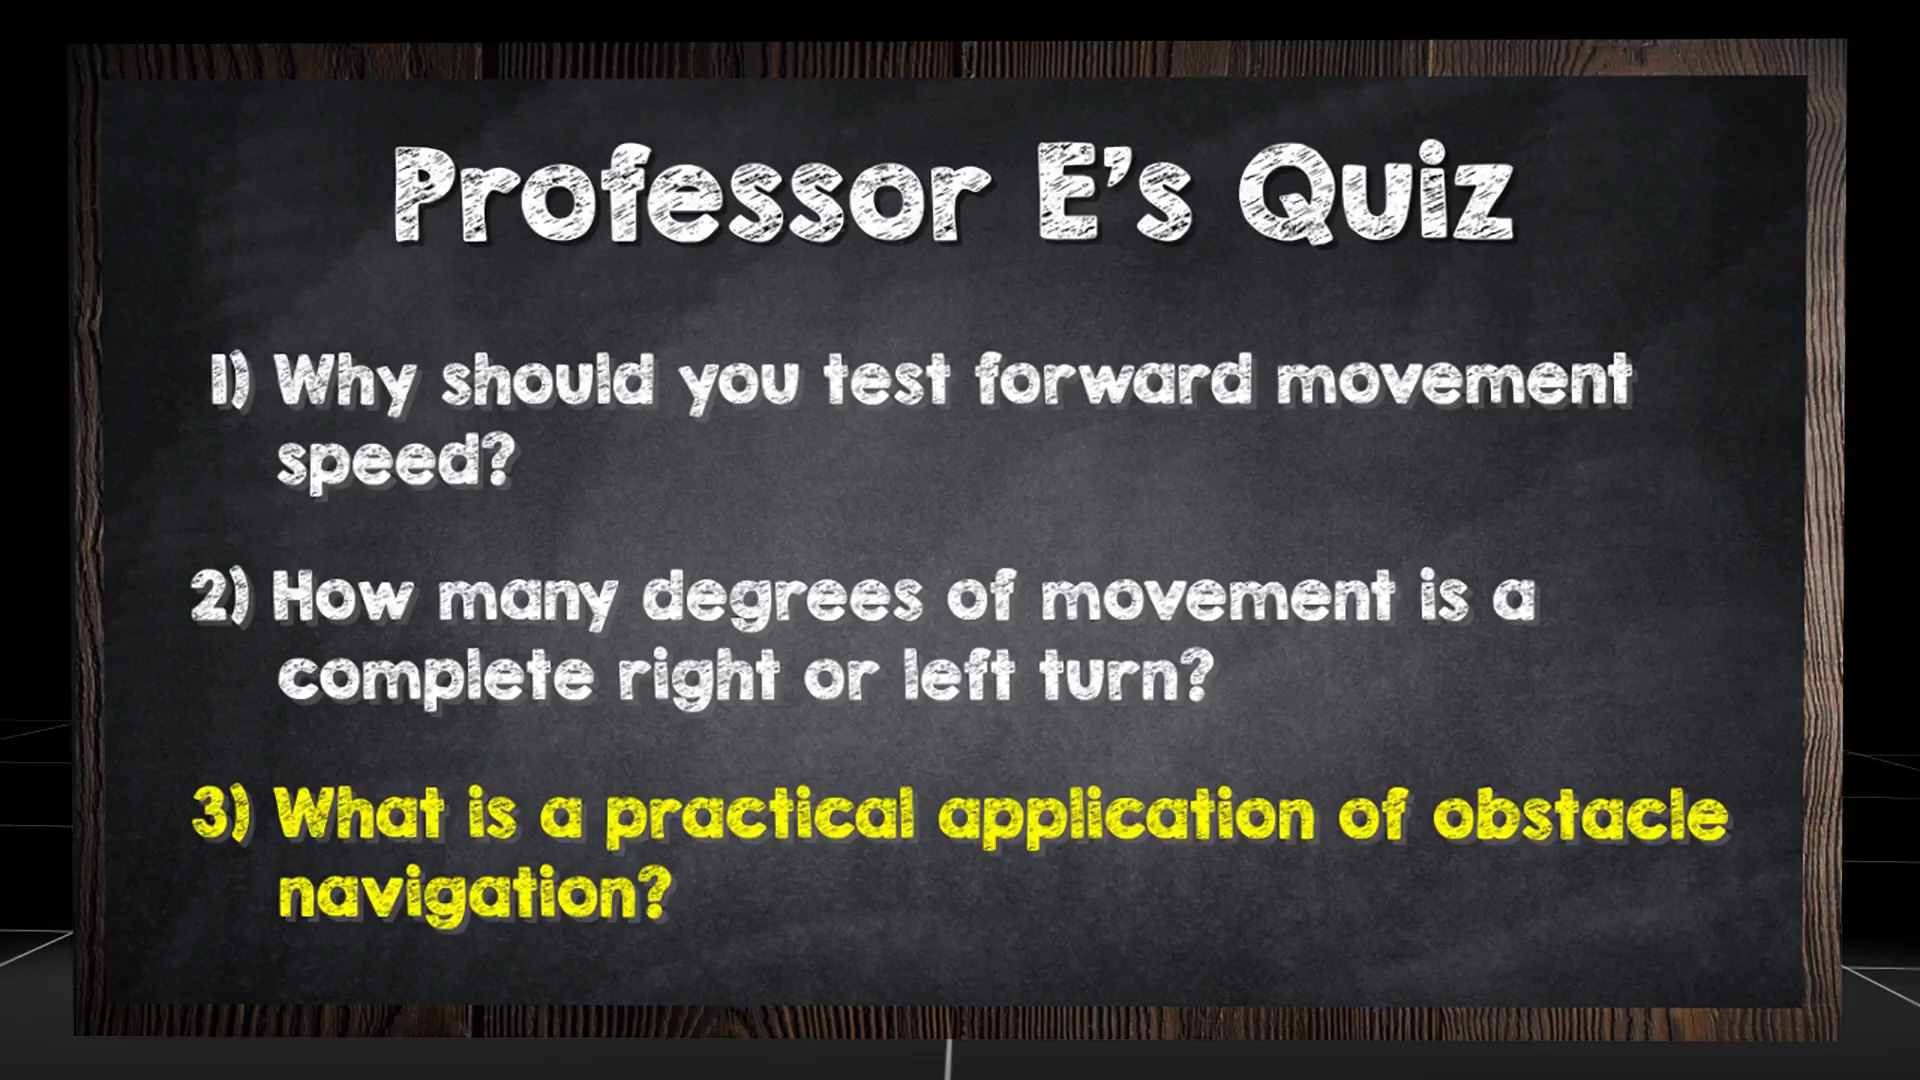 Professor E's Quiz
1) Why should you test forward movement
speed?
2) How many degrees of movement is a
complete right or left turn?
3) What is a practical application of obstacle
navigation?